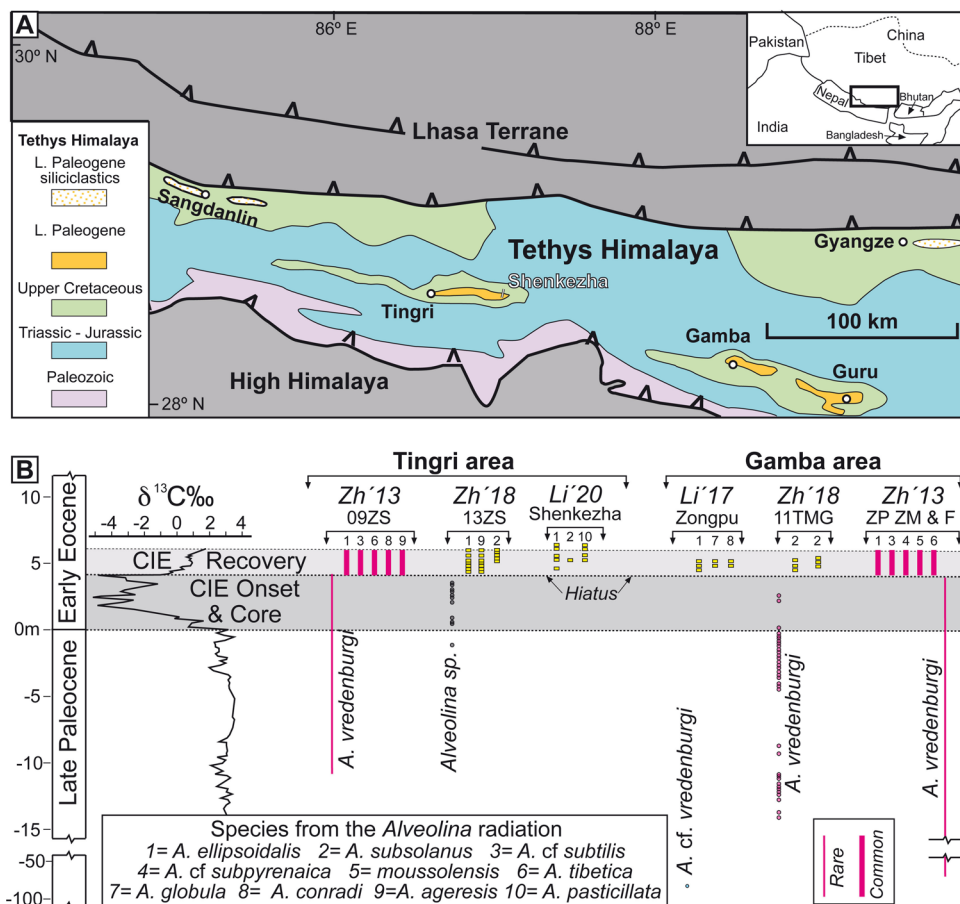 A
86º E
88º E
30º N
Pakistan
China
Tibet
Nepal
Bhutan
India
Bangladesh
Lhasa Terrane
Tethys Himalaya
L. Paleogene
siliciclastics
L. Paleogene
Upper Cretaceous
Triassic - Jurassic
Paleozoic
Sangdanlin
Tethys Himalaya
Gyangze
Shenkezha
Tingri
100 km
Gamba
Guru
High Himalaya
28º N
B
Tingri area
Gamba area
δ¹³C‰
-4 -2 0 2 4
Zh´13
09ZS
Zh´18
13ZS
Li´20
Shenkezha
Li´17
Zongpu
Zh´18
11TMG
Zh´13
ZP ZM & F
1 3 6 8 9
1 9 2
1 2 10
1 7 8
2 2
1 3 4 5 6
Early Eocene
Late Paleocene
10
5
0m
-5
-10
-15
-50
-100
CIE Recovery
CIE Onset
& Core
Hiatus
A. vredenburgi
Alveolina sp.
A. cf. vredenburgi
A. vredenburgi
A. vredenburgi
Species from the Alveolina radiation
1= A. ellipsoidalis 2= A. subsolanus 3= A. cf subtilis
4= A. cf subpyrenaica 5= moussolensis 6= A. tibetica
7= A. globula 8= A. conradi 9=A. ageresis 10= A. pasticillata
Rare
Common